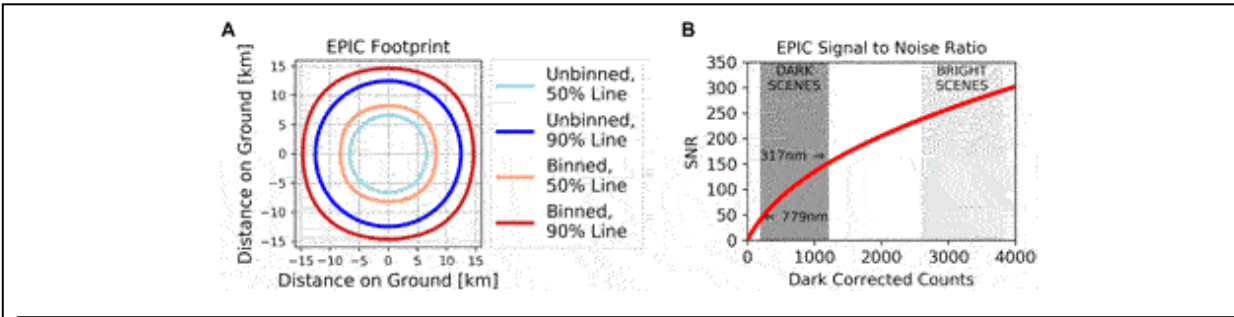 A
EPIC Footprint
Distance on Ground [km]
15
10
5
0
−5
−10
−15
−15 −10 −5 0 5 10 15
Distance on Ground [km]
Unbinned,
50% Line
Unbinned,
90% Line
Binned,
50% Line
Binned,
90% Line
B
EPIC Signal to Noise Ratio
SNR
350
300
250
200
150
100
50
0
DARK
SCENES
BRIGHT
SCENES
317nm ⇒
⇐ 779nm
0 1000 2000 3000 4000
Dark Corrected Counts